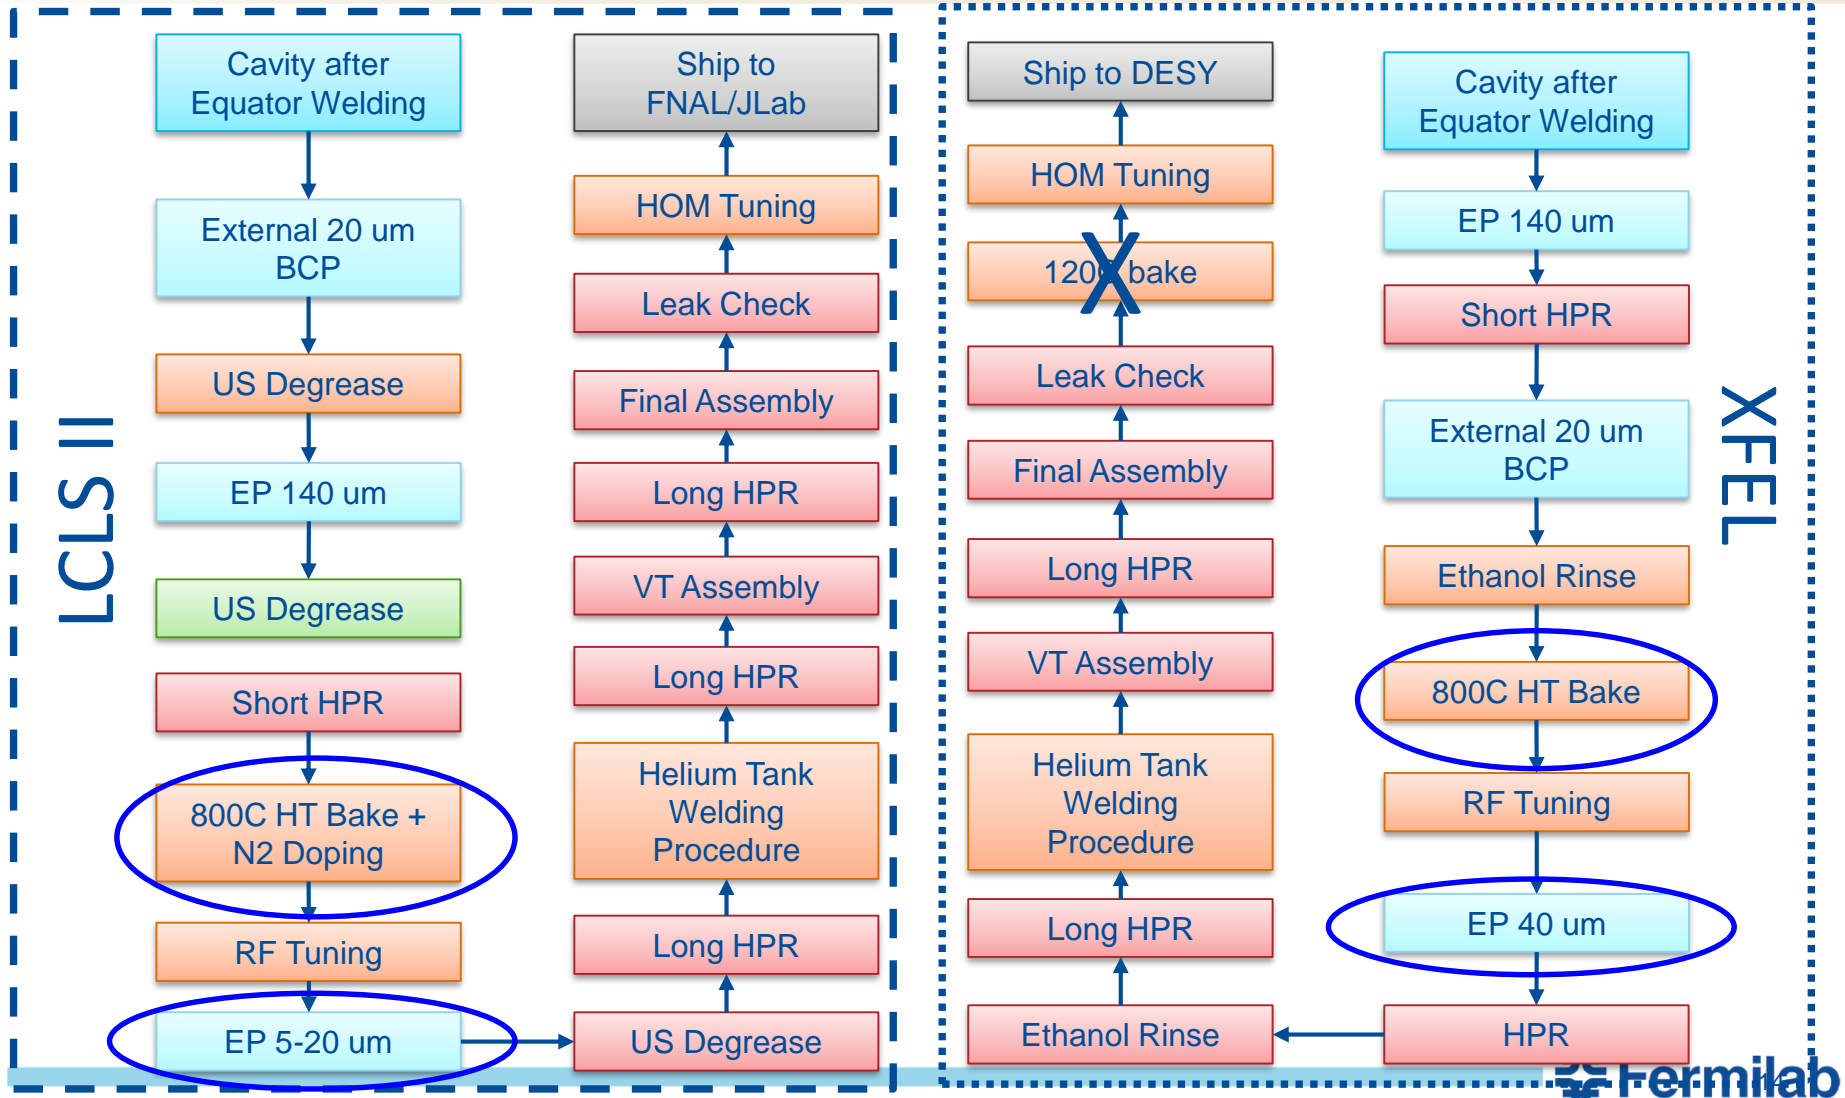 LCLS II
Cavity after
Equator Welding
External 20 um
BCP
US Degrease
EP 140 um
US Degrease
Short HPR
800C HT Bake +
N2 Doping
RF Tuning
EP 5-20 um
Ship to
FNAL/JLab
HOM Tuning
Leak Check
Final Assembly
Long HPR
VT Assembly
Long HPR
Helium Tank
Welding
Procedure
Long HPR
US Degrease
Ship to DESY
HOM Tuning
120C bake
X
Leak Check
Final Assembly
Long HPR
VT Assembly
Helium Tank
Welding
Procedure
Long HPR
Ethanol Rinse
Cavity after
Equator Welding
EP 140 um
Short HPR
External 20 um
BCP
Ethanol Rinse
800C HT Bake
RF Tuning
EP 40 um
HPR
XFEL
Fermilab
14